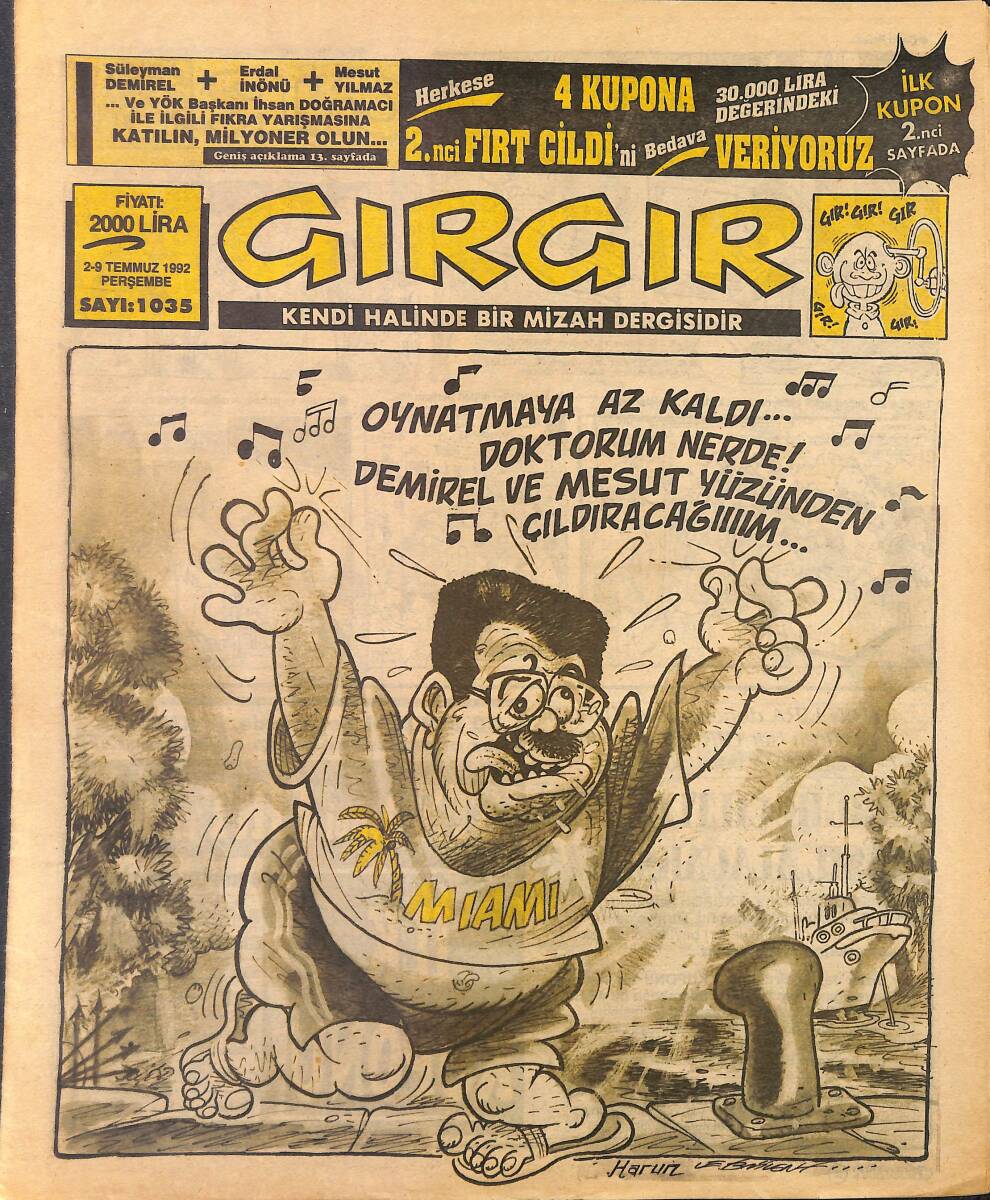 Süleyman DEMİREL + Erdal İNÖNÜ + Mesut YILMAZ
... Ve YÖK Başkanı İhsan DOĞRAMACI
İLE İLGİLİ FIKRA YARIŞMASINA
KATILIN, MİLYONER OLUN...
Geniş açıklama 13. sayfada
Herkese 4 KUPONA 30.000 LİRA DEĞERİNDEKİ
2.nci FIRT CİLDİ'ni Bedava VERİYORUZ
İLK
KUPON
2.nci
SAYFADA
FİYATI:
2000 LİRA
2-9 TEMMUZ 1992
PERŞEMBE
SAYI:1035
GIRGIR
KENDİ HALİNDE BİR MİZAH DERGİSİDİR
GIR! GIR! GIR
GIR! GIR!
OYNATMAYA AZ KALDI...
DOKTORUM NERDE!
DEMİREL VE MESUT YÜZÜNDEN
ÇILDIRACAĞIIIIM...
MIAMI
Harun